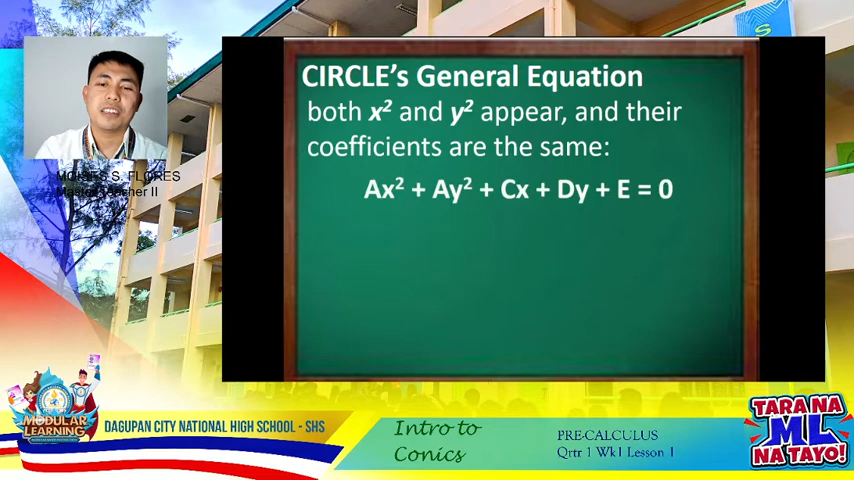 CIRCLE's General Equation
both x² and y² appear, and their
coefficients are the same:
Ax² + Ay² + Cx + Dy + E = 0
MOISES S. FLORES
Master Teacher II
MODULAR
LEARNING
DAGUPAN CITY NATIONAL HIGH SCHOOL - SHS
Intro to
Conics
PRE-CALCULUS
Qrtr 1 Wk1 Lesson 1
TARA NA
ML
NA TAYO!